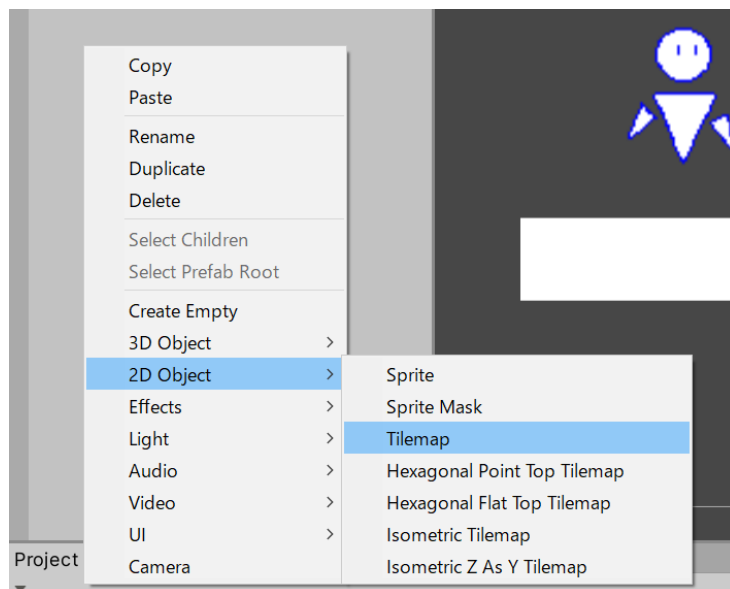 Copy
Paste
Rename
Duplicate
Delete
Select Children
Select Prefab Root
Create Empty
3D Object
2D Object
Effects
Light
Audio
Video
UI
Camera
Sprite
Sprite Mask
Tilemap
Hexagonal Point Top Tilemap
Hexagonal Flat Top Tilemap
Isometric Tilemap
Isometric Z As Y Tilemap
Project